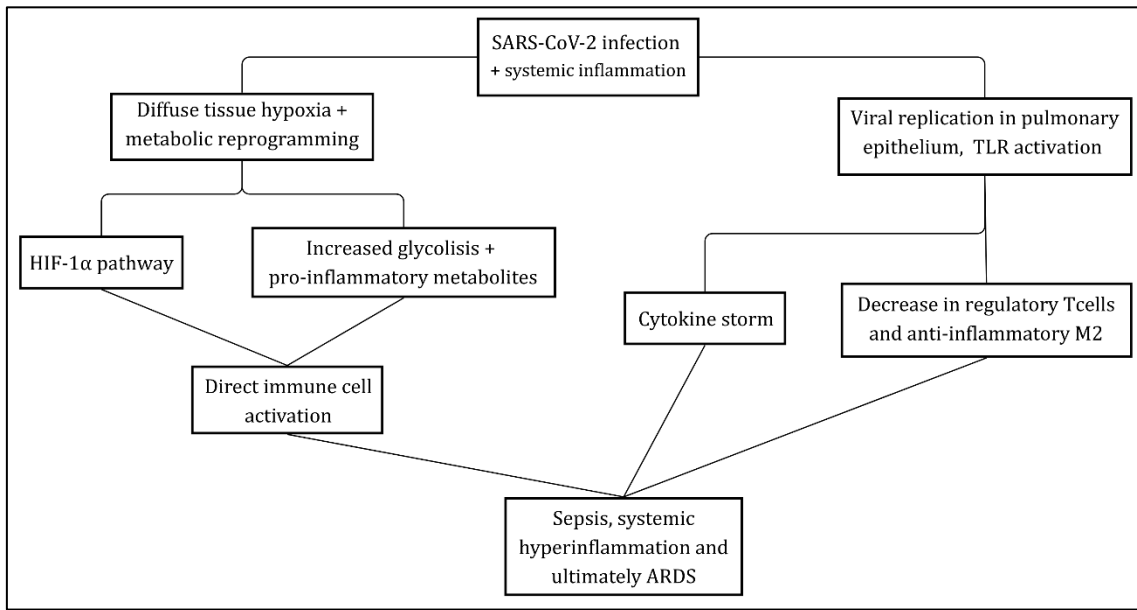 SARS-CoV-2 infection
+ systemic inflammation
Diffuse tissue hypoxia +
metabolic reprogramming
Viral replication in pulmonary
epithelium, TLR activation
HIF-1α pathway
Increased glycolisis +
pro-inflammatory metabolites
Cytokine storm
Decrease in regulatory Tcells
and anti-inflammatory M2
Direct immune cell
activation
Sepsis, systemic
hyperinflammation and
ultimately ARDS